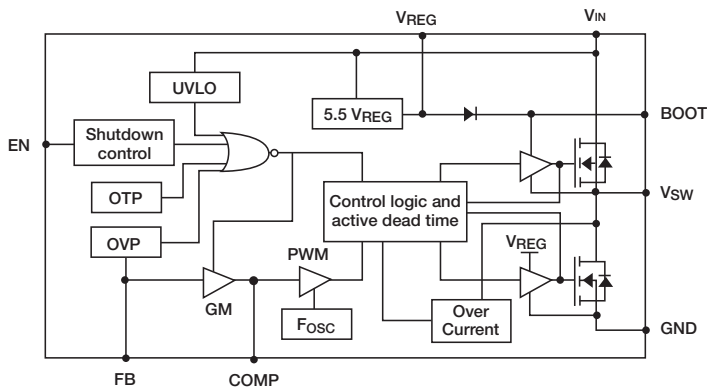 VREG
VIN
UVLO
5.5 VREG
BOOT
EN
Shutdown
control
OTP
Control logic and
active dead time
VSW
OVP
PWM
VREG
GM
FOSC
Over
Current
GND
FB
COMP